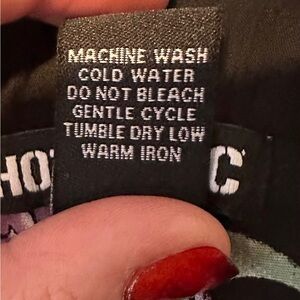 MACHINE WASH
COLD WATER
DO NOT BLEACH
GENTLE CYCLE
TUMBLE DRY LOW
WARM IRON